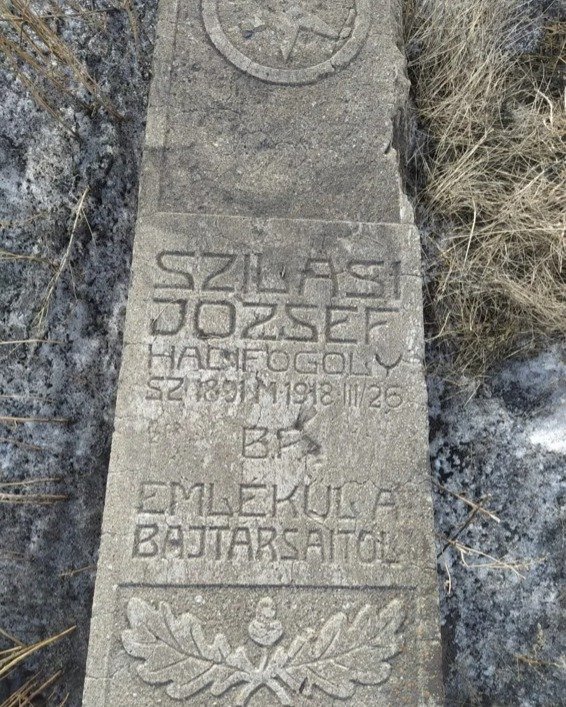 SZILASI
JÓZSEF
HADIFOGOLY
SZ 1891 M 1918 III/26
B.P.
EMLÉKÜL A
BAJTÁRSAITÓL